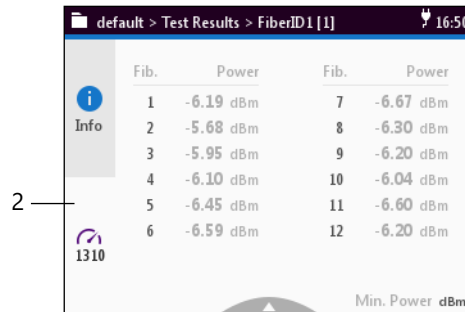 default > Test Results > FiberID1 [1] 16:50
Fib. Power Fib. Power
1 -6.19 dBm 7 -6.67 dBm
Info 2 -5.68 dBm 8 -6.30 dBm
3 -5.95 dBm 9 -6.20 dBm
4 -6.10 dBm 10 -6.04 dBm
2 5 -6.45 dBm 11 -6.60 dBm
1310 6 -6.59 dBm 12 -6.20 dBm
Min. Power dBm